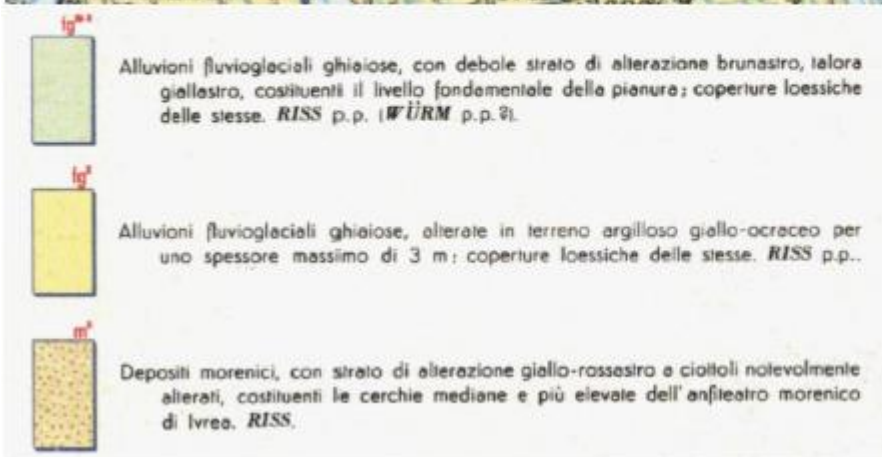 Alluvioni fluvioglaciali ghiaiose, con debole strato di alterazione brunastro, talora
giallastro, costituenti il livello fondamentale della pianura; coperture loessiche
delle stesse. RISS p.p. (WÜRM p.p.?).
Alluvioni fluvioglaciali ghiaiose, alterate in terreno argilloso giallo-ocraceo per
uno spessore massimo di 3 m; coperture loessiche delle stesse. RISS p.p..
Depositi morenici, con strato di alterazione giallo-rossastro a ciottoli notevolmente
alterati, costituenti le cerchie mediane e più elevate dell'anfiteatro morenico
di Ivrea. RISS.